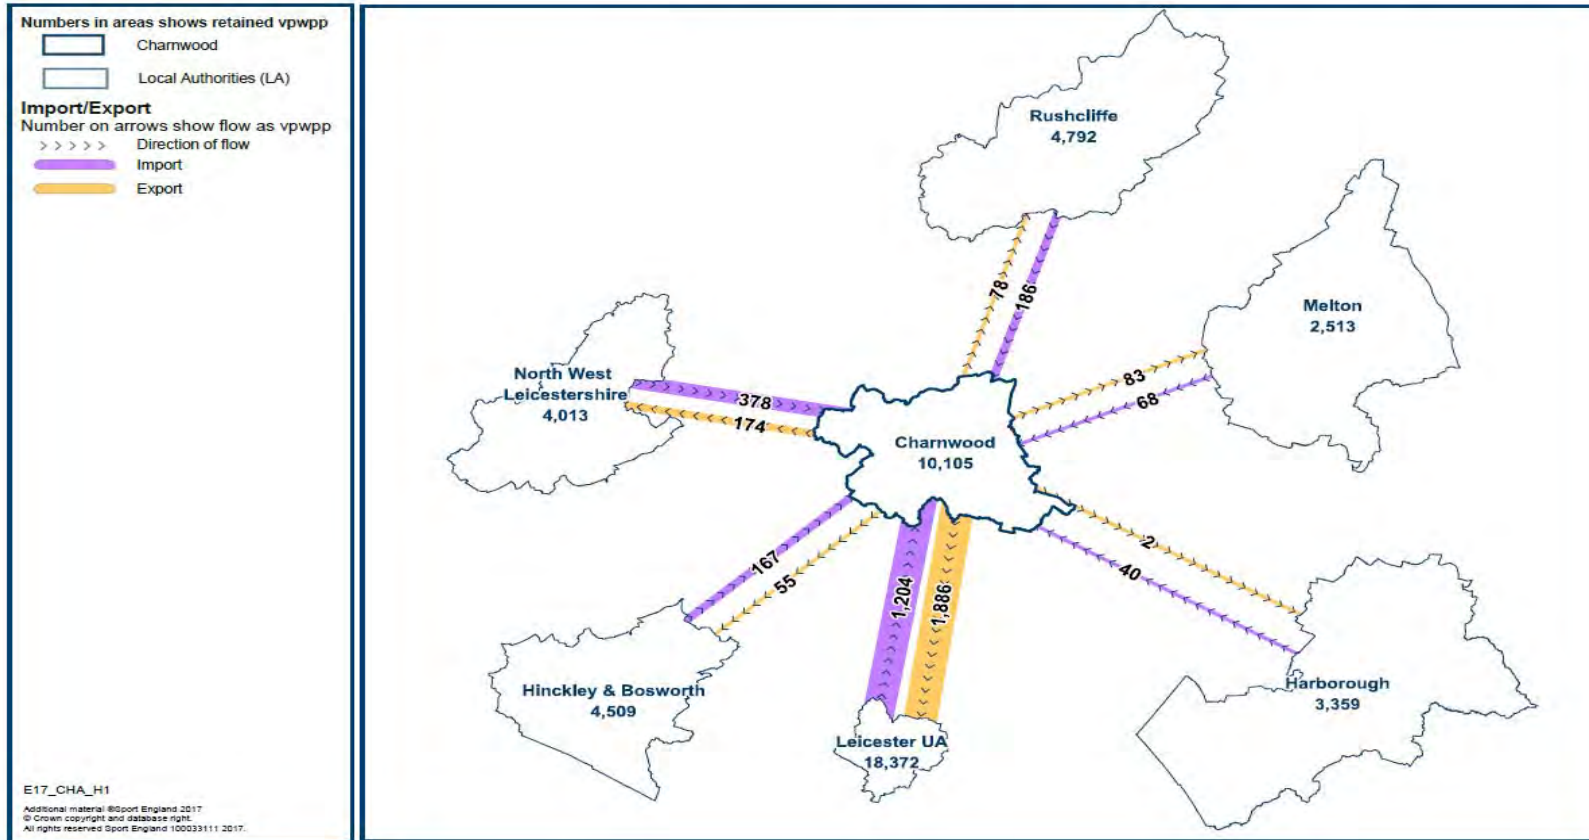 Numbers in areas shows retained vpwpp
Charnwood
Local Authorities (LA)
Import/Export
Number on arrows show flow as vpwpp
> > > > > Direction of flow
Import
Export
E17_CHA_H1
Additional material ©Sport England 2017
© Crown copyright and database right.
All rights reserved Sport England 100033111 2017.
Rushcliffe
4,792
78
186
Melton
2,513
83
68
North West
Leicestershire
4,013
378
174
Charnwood
10,105
167
55
1,204
1,886
2
40
Hinckley & Bosworth
4,509
Leicester UA
18,372
Harborough
3,359